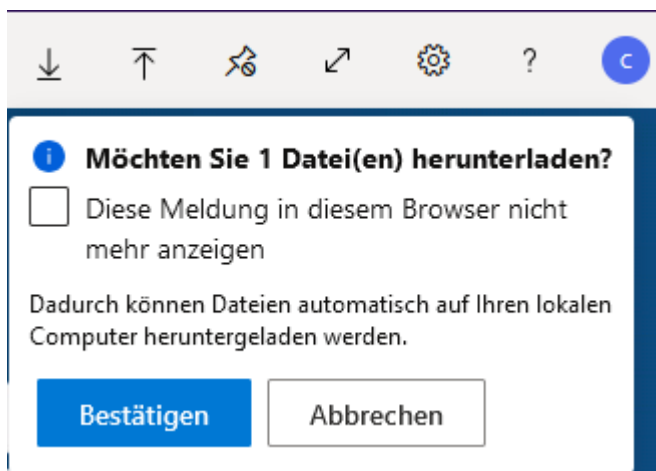 ?
C
Möchten Sie 1 Datei(en) herunterladen?
Diese Meldung in diesem Browser nicht
mehr anzeigen
Dadurch können Dateien automatisch auf Ihren lokalen
Computer heruntergeladen werden.
Bestätigen
Abbrechen